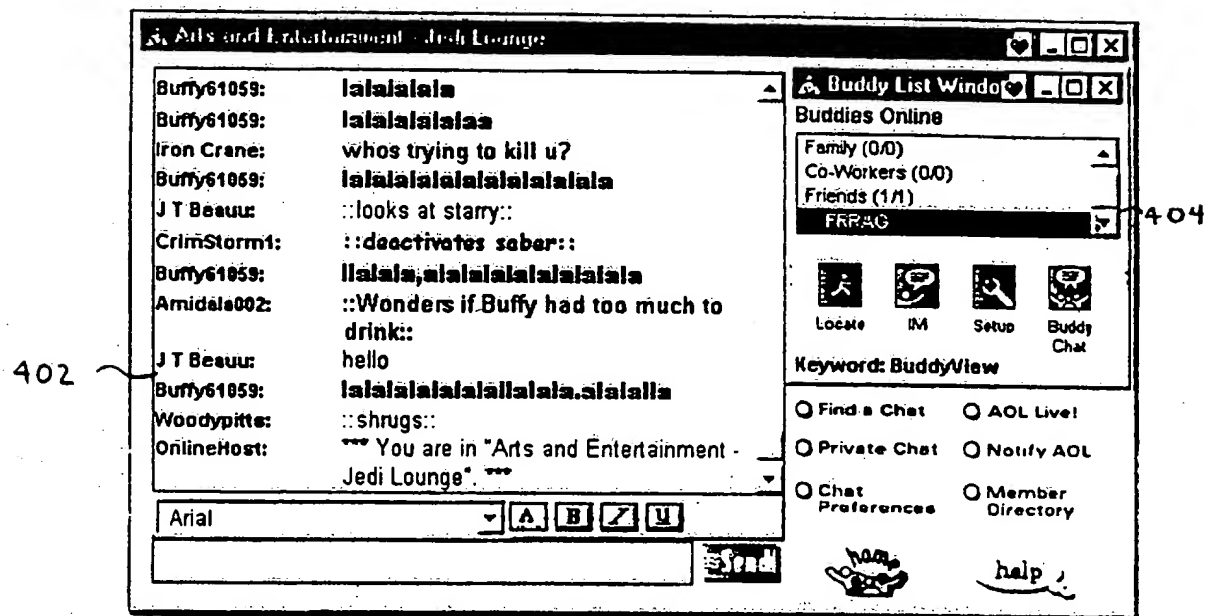 Arts and Entertainment - Jedi Lounge
Buffy61059: lalalalala
Buffy61059: lalalalalalaa
Iron Crane: whos trying to kill u?
Buffy61059: lalalalalalalalalalalala
J T Beauu: ::looks at starry::
CrimStorm1: ::deactivates saber::
Buffy61059: llalala,alalalalalalalalala
Amidala002: ::Wonders if Buffy had too much to
drink::
J T Beauu: hello
Buffy61059: lalalalalalalallalala.alalalla
Woodypitts: ::shrugs::
OnlineHost: *** You are in "Arts and Entertainment -
Jedi Lounge". ***
402
Arial A B I U
Send
Buddy List Windo
Buddies Online
Family (0/0)
Co-Workers (0/0)
Friends (1/1)
FRRAG
404
Locate IM Setup Buddy
Chat
Keyword: BuddyView
Find a Chat AOL Live!
Private Chat Notify AOL
Chat Member
Preferences Directory
home help